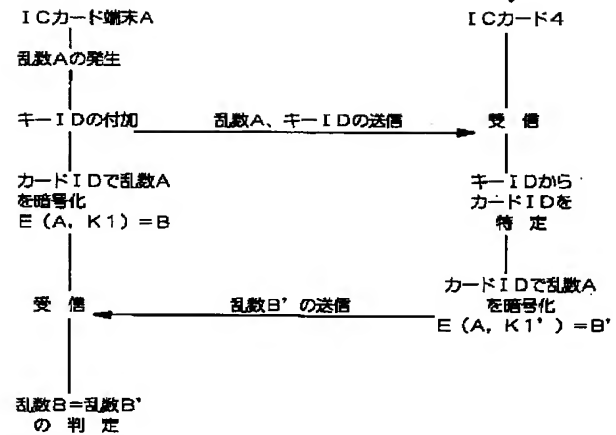 ICカード端末A
ICカード4
乱数Aの発生
キーIDの付加
乱数A、キーIDの送信
受 信
カードIDで乱数A
を暗号化
E(A,K1)=B
キーIDから
カードIDを
特 定
カードIDで乱数A
を暗号化
E(A,K1')=B'
受 信
乱数B'の送信
乱数B=乱数B'
の 判 定